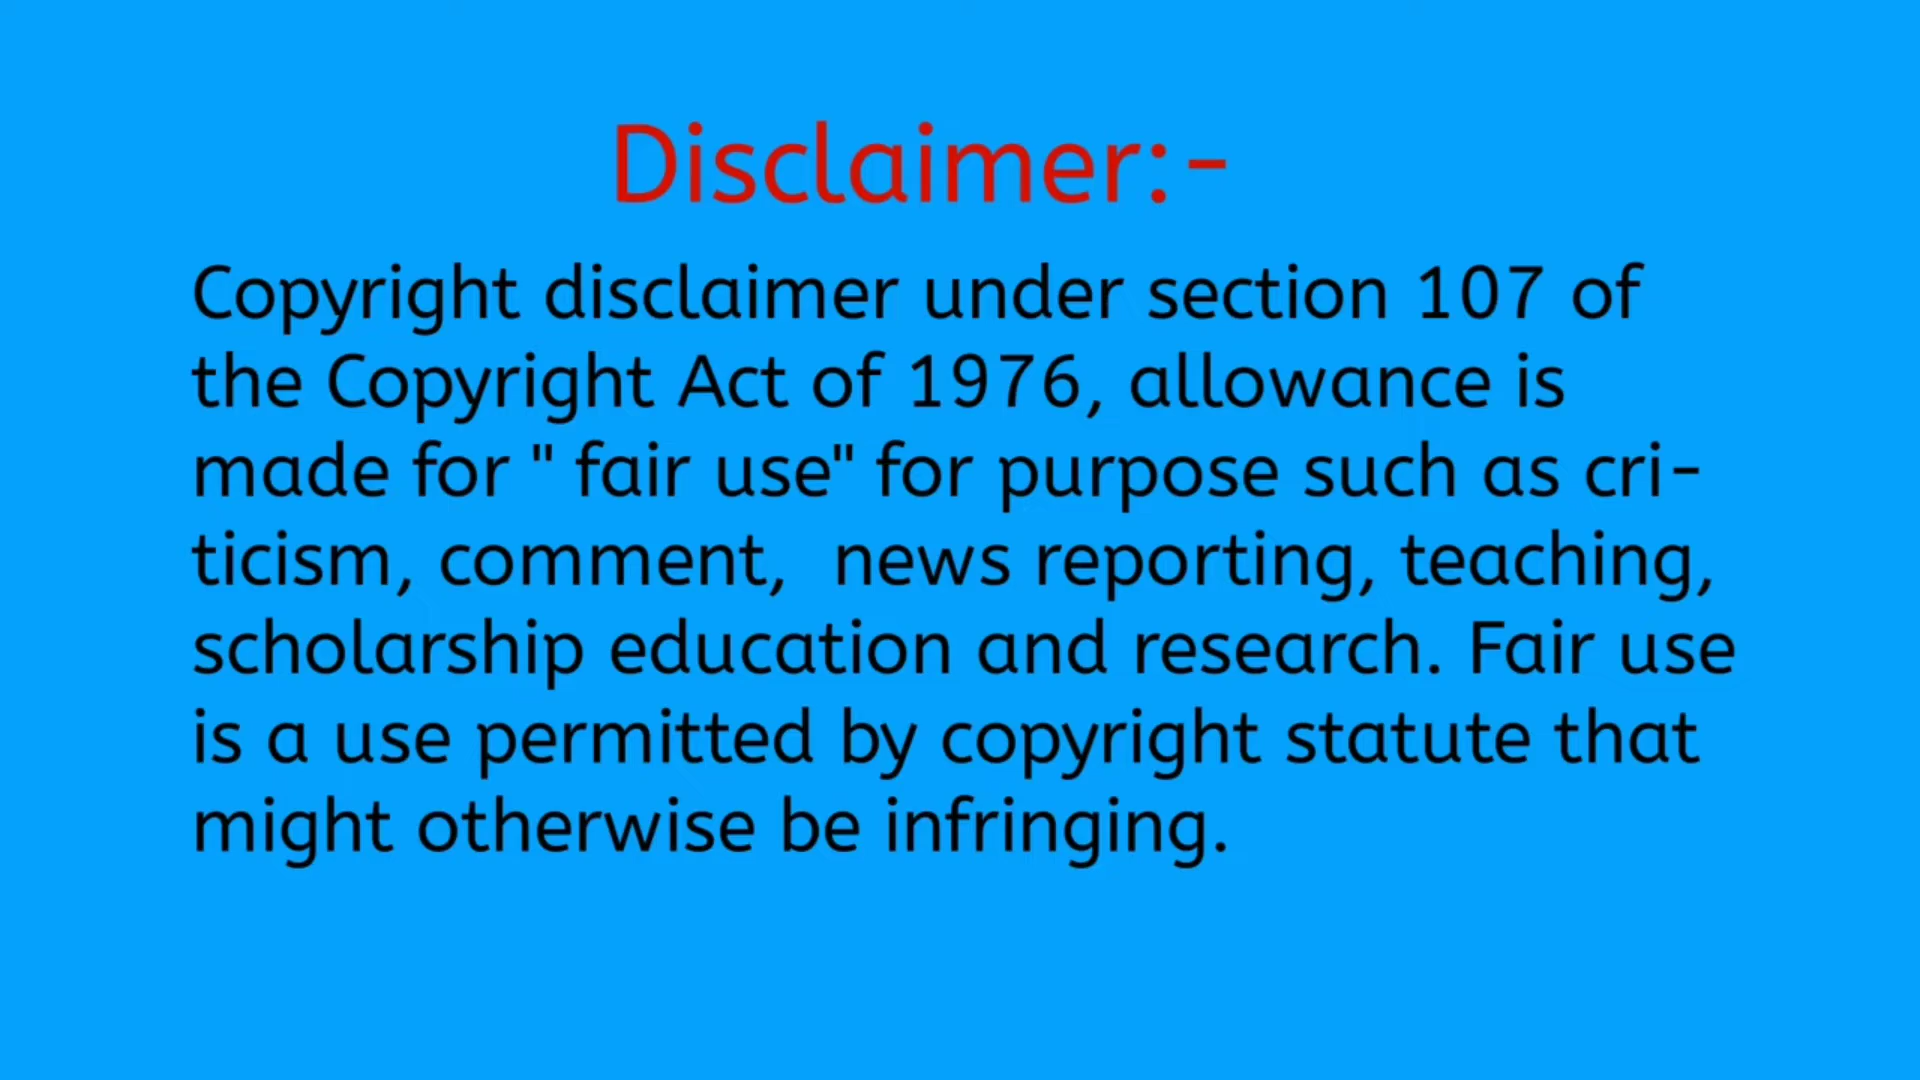 Disclaimer:-
Copyright disclaimer under section 107 of
the Copyright Act of 1976, allowance is
made for " fair use" for purpose such as cri-
ticism, comment,  news reporting, teaching,
scholarship education and research. Fair use
is a use permitted by copyright statute that
might otherwise be infringing.